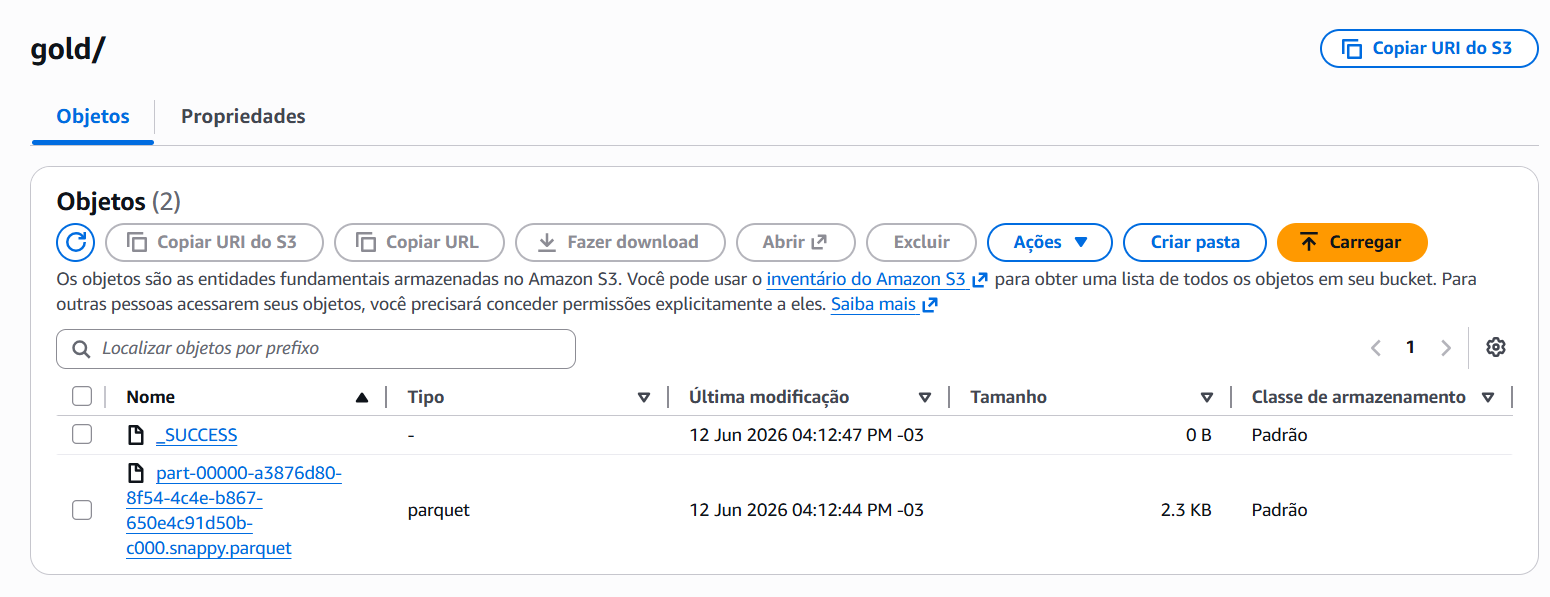 gold/
Copiar URI do S3
Objetos
Propriedades
Objetos (2)
Copiar URI do S3
Copiar URL
Fazer download
Abrir
Excluir
Ações
Criar pasta
Carregar
Os objetos são as entidades fundamentais armazenadas no Amazon S3. Você pode usar o inventário do Amazon S3 para obter uma lista de todos os objetos em seu bucket. Para
outras pessoas acessarem seus objetos, você precisará conceder permissões explicitamente a eles. Saiba mais
Localizar objetos por prefixo
1
Nome Tipo Última modificação Tamanho Classe de armazenamento
_SUCCESS - 12 Jun 2026 04:12:47 PM -03 0 B Padrão
part-00000-a3876d80-
8f54-4c4e-b867-
650e4c91d50b-
c000.snappy.parquet
parquet 12 Jun 2026 04:12:44 PM -03 2.3 KB Padrão